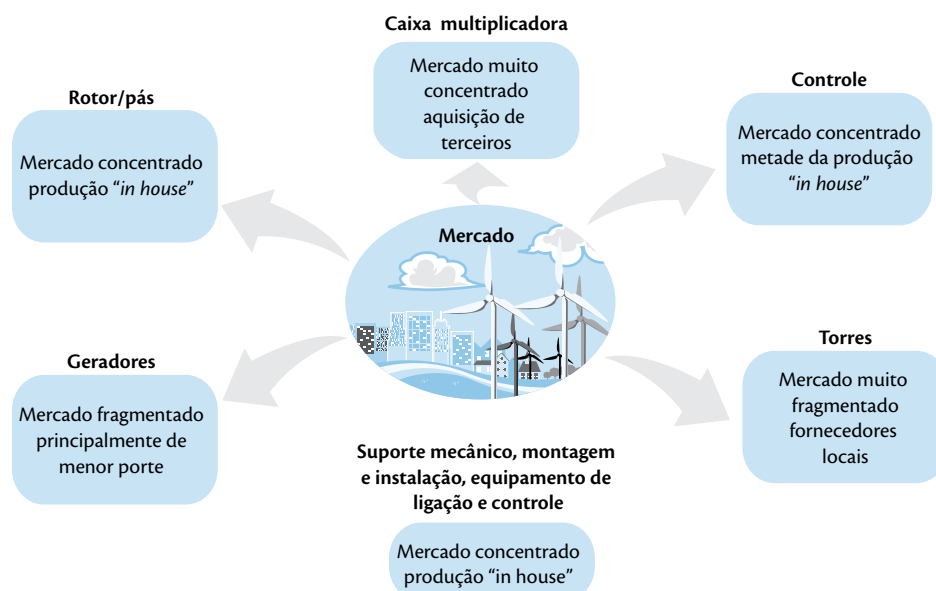 Caixa multiplicadora
Mercado muito
concentrado
aquisição de
terceiros
Rotor/pás
Mercado concentrado
produção “in house”
Controle
Mercado concentrado
metade da produção
“in house”
Mercado
Geradores
Mercado fragmentado
principalmente de
menor porte
Torres
Mercado muito
fragmentado
fornecedores
locais
Suporte mecânico, montagem
e instalação, equipamento de
ligação e controle
Mercado concentrado
produção “in house”